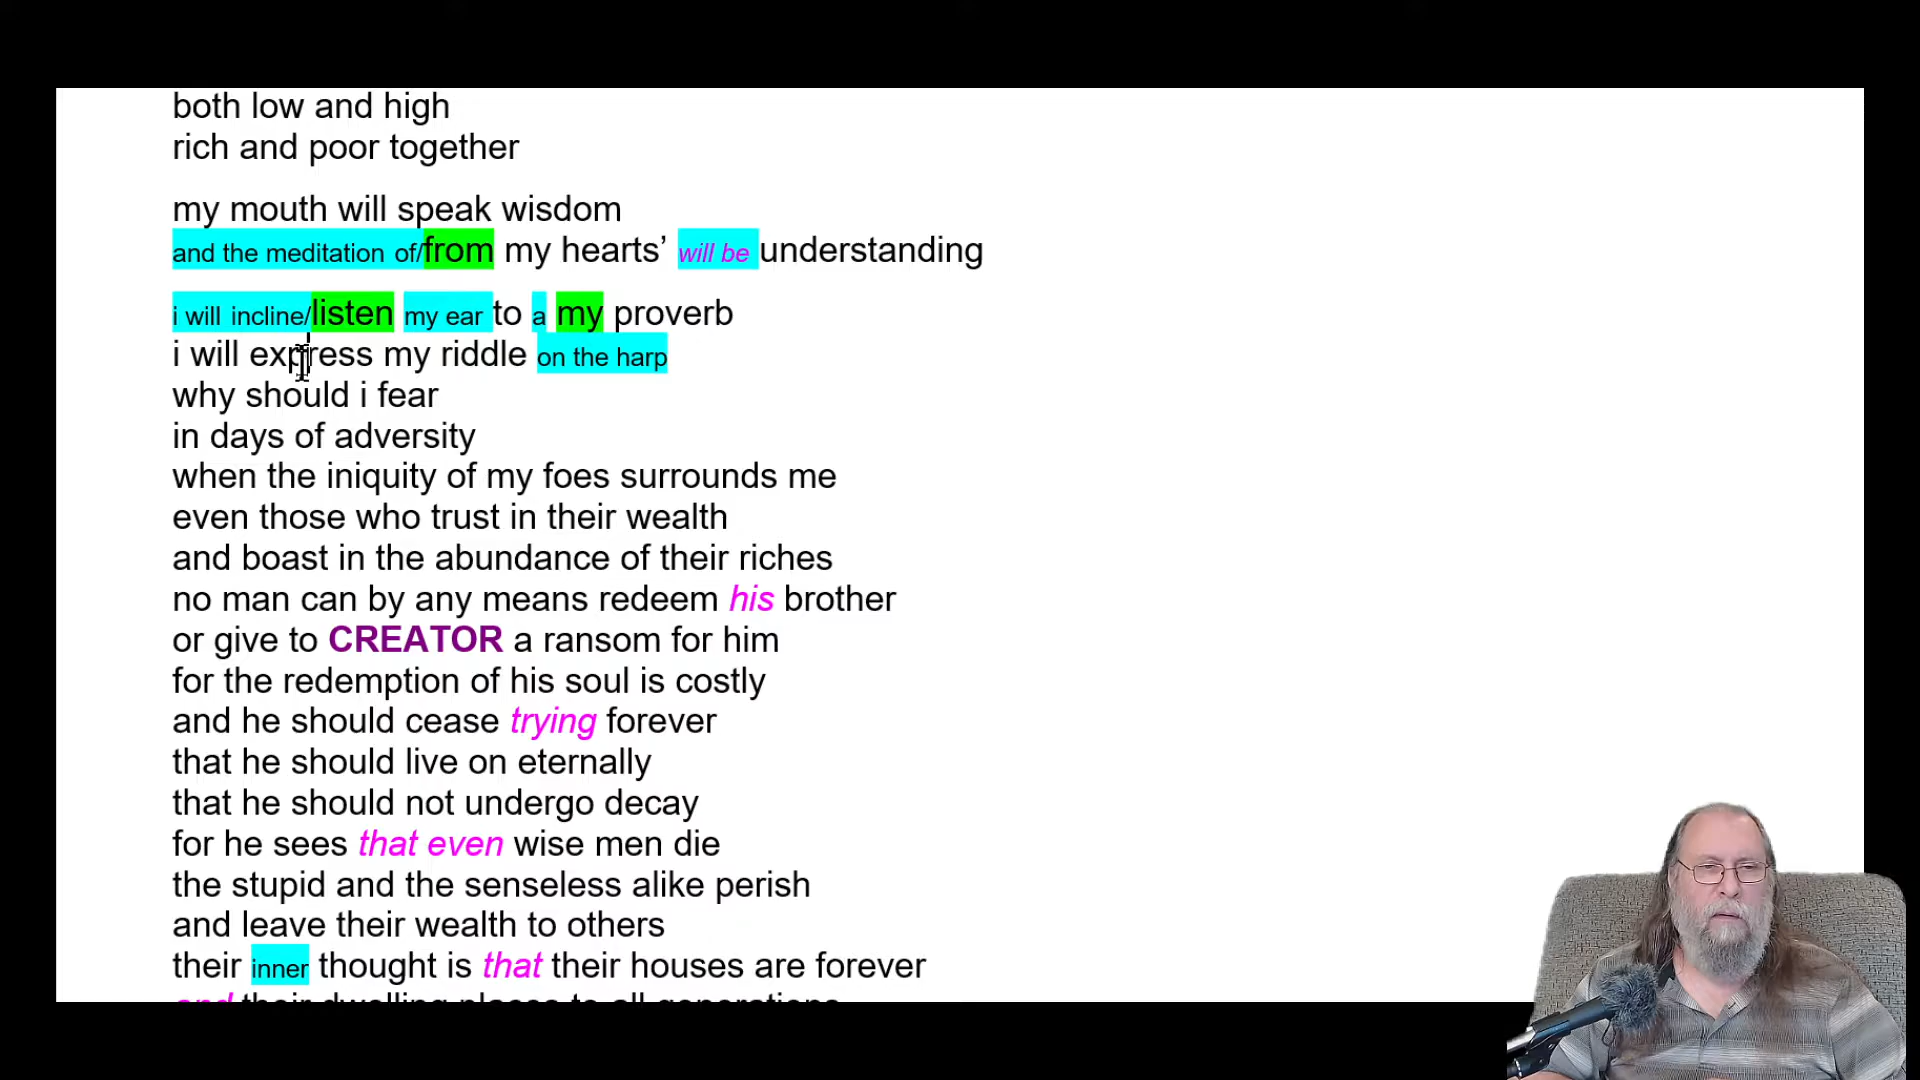 both low and high
rich and poor together
my mouth will speak wisdom
and the meditation of/from my hearts’ will be understanding
i will incline/listen my ear to a my proverb
i will express my riddle on the harp
why should i fear
in days of adversity
when the iniquity of my foes surrounds me
even those who trust in their wealth
and boast in the abundance of their riches
no man can by any means redeem his brother
or give to CREATOR a ransom for him
for the redemption of his soul is costly
and he should cease trying forever
that he should live on eternally
that he should not undergo decay
for he sees that even wise men die
the stupid and the senseless alike perish
and leave their wealth to others
their inner thought is that their houses are forever
and their dwelling places to all generations